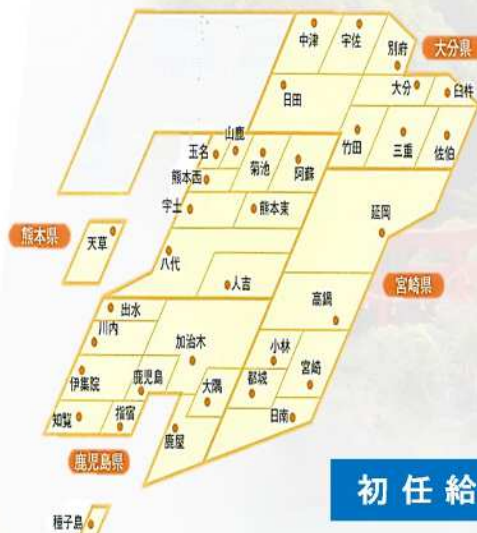 中津
宇佐
別府
大分県
日田
大分
臼杵
竹田
三重
佐伯
山鹿
玉名
菊池
阿蘇
熊本西
宇土
熊本東
延岡
熊本県
天草
八代
人吉
宮崎県
高鍋
出水
川内
加治木
小林
宮崎
伊集院
鹿児島
大隅
都城
知覧
指宿
日南
鹿屋
鹿児島県
種子島
初任給